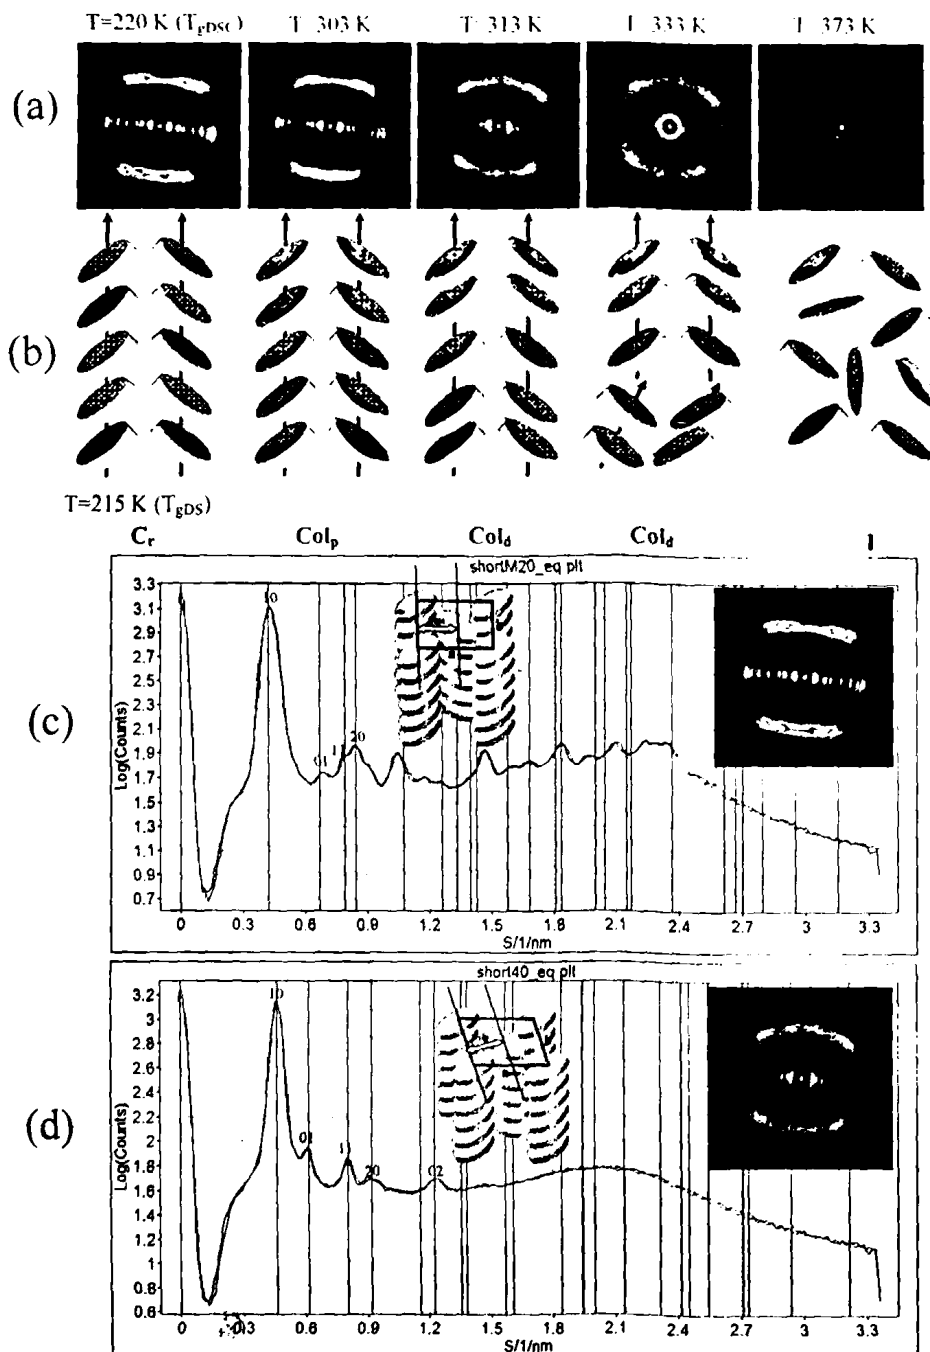 T=220 K (TgDSC) T 303 K T 313 K T 333 K T 373 K
(a)
(b)
T=215 K (TgDS)
Cr Colp Cold Cold I
shortM20_eq plt
(c)
Log(Counts)
3.3
3.1
2.9
2.7
2.5
2.3
2.1
1.9
1.7
1.5
1.3
1.1
0.9
0.7
10
01
11
20
0 0.3 0.6 0.9 1.2 1.5 1.8 2.1 2.4 2.7 3 3.3
S/1/nm
short40_eq plt
(d)
Log(Counts)
3.2
3
2.8
2.6
2.4
2.2
2
1.8
1.6
1.4
1.2
1
0.8
0.6
10
01
11
20
02
0 0.3 0.6 0.9 1.2 1.5 1.8 2.1 2.4 2.7 3 3.3
S/1/nm